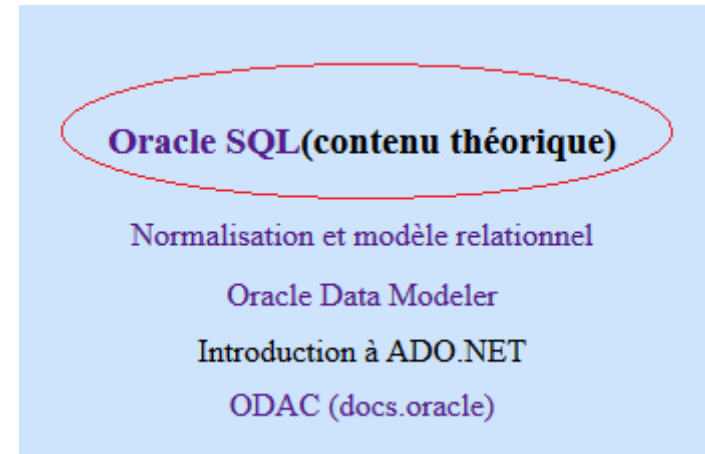 Oracle SQL(contenu théorique)
Normalisation et modèle relationnel
Oracle Data Modeler
Introduction à ADO.NET
ODAC (docs.oracle)